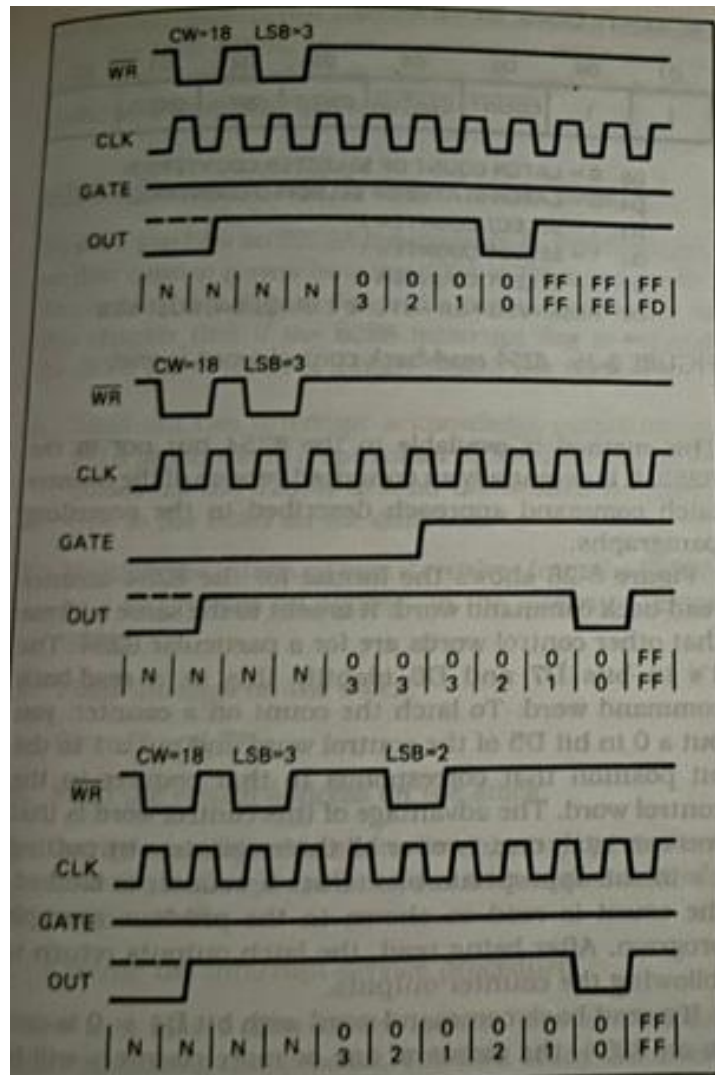 CW=18 LSB=3
WR
CLK
GATE
OUT
N N N N 0 0 0 0 FF FF FF
3 2 1 0 FF FE FD
CW=18 LSB=3
WR
CLK
GATE
OUT
N N N N 0 0 0 0 0 0 FF
3 3 3 2 1 0 FF
CW=18 LSB=3 LSB=2
WR
CLK
GATE
OUT
N N N N 0 0 0 0 0 0 FF
3 2 1 2 1 0 FF